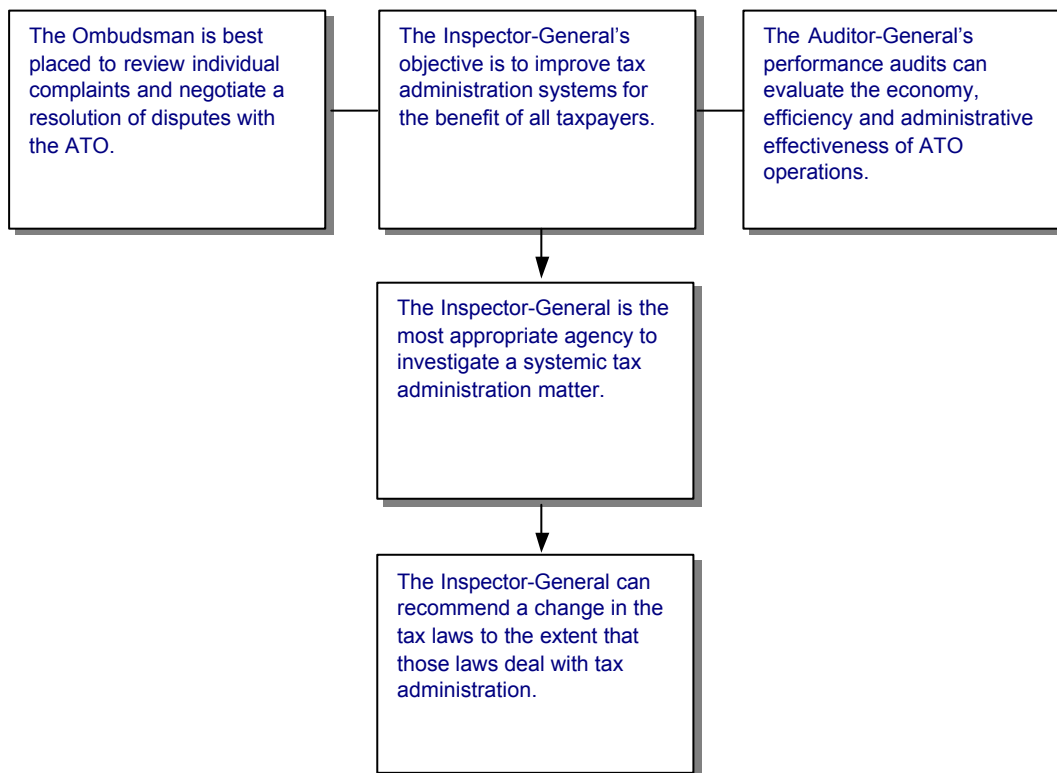 The Ombudsman is best
placed to review individual
complaints and negotiate a
resolution of disputes with
the ATO.
The Inspector-General’s
objective is to improve tax
administration systems for
the benefit of all taxpayers.
The Auditor-General’s
performance audits can
evaluate the economy,
efficiency and administrative
effectiveness of ATO
operations.
The Inspector-General is the
most appropriate agency to
investigate a systemic tax
administration matter.
The Inspector-General can
recommend a change in the
tax laws to the extent that
those laws deal with tax
administration.